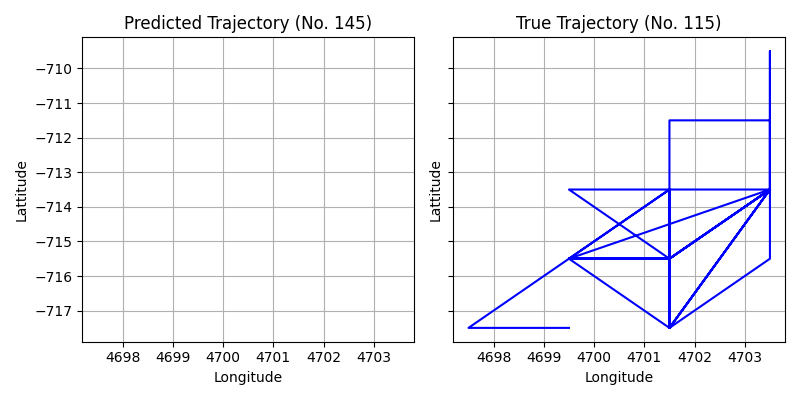 Predicted Trajectory (No. 145)
True Trajectory (No. 115)
Lattitude
−710
−711
−712
−713
−714
−715
−716
−717
4698 4699 4700 4701 4702 4703
Longitude
Lattitude
4698 4699 4700 4701 4702 4703
Longitude